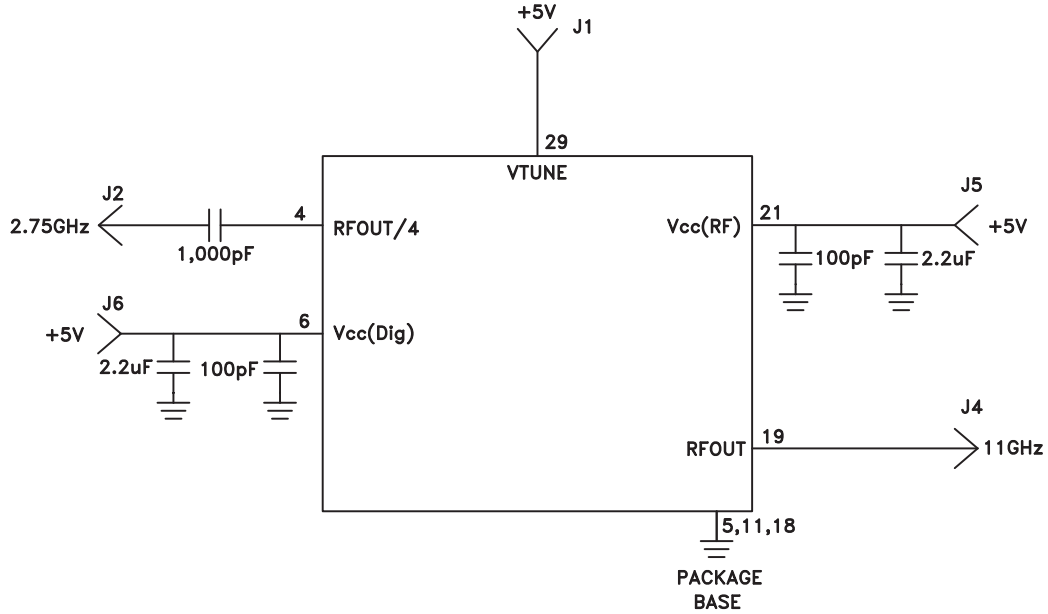 +5V
J1
29
VTUNE
J2
2.75GHz
1,000pF
4
RFOUT/4
J6
+5V
2.2uF
100pF
6
Vcc(Dig)
Vcc(RF)
21
J5
+5V
100pF
2.2uF
RFOUT
19
J4
11GHz
5,11,18
PACKAGE
BASE